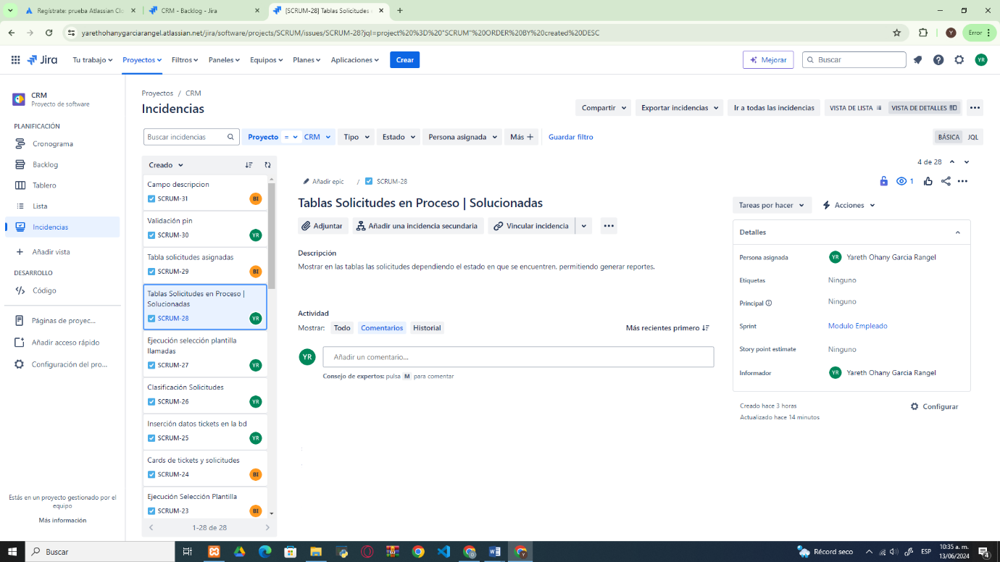 Regístrate: prueba Atlassian Clo
CRM - Backlog - Jira
[SCRUM-28] Tablas Solicitudes
yarethohanygarciarangel.atlassian.net/jira/software/projects/SCRUM/issues/SCRUM-28?jql=project%20%3D%20"SCRUM"%20ORDER%20BY%20created%20DESC
Y
Error
Jira
Tu trabajo
Proyectos
Filtros
Paneles
Equipos
Planes
Aplicaciones
Crear
Mejorar
Buscar
YR
CRM
Proyecto de software
PLANIFICACIÓN
Cronograma
Backlog
Tablero
Lista
Incidencias
Añadir vista
DESARROLLO
Código
Páginas de proyec...
Añadir acceso rápido
Configuración del pro...
Estás en un proyecto gestionado por el
equipo
Más información
Proyectos / CRM
Incidencias
Compartir
Exportar incidencias
Ir a todas las incidencias
VISTA DE LISTA
VISTA DE DETALLES
Buscar incidencias
Proyecto = CRM
Tipo
Estado
Persona asignada
Más +
Guardar filtro
BÁSICA
JQL
Creado
Campo descripcion
SCRUM-31
BI
Validación pin
SCRUM-30
YR
Tabla solicitudes asignadas
SCRUM-29
BI
Tablas Solicitudes en Proceso |
Solucionadas
SCRUM-28
YR
Ejecución selección plantilla
llamadas
SCRUM-27
YR
Clasificación Solicitudes
SCRUM-26
YR
Inserción datos tickets en la bd
SCRUM-25
YR
Cards de tickets y solicitudes
SCRUM-24
BI
Ejecución Selección Plantilla
SCRUM-23
BI
1-28 de 28
4 de 28
Añadir epic / SCRUM-28
1
Tablas Solicitudes en Proceso | Solucionadas
Adjuntar
Añadir una incidencia secundaria
Vincular incidencia
Descripción
Mostrar en las tablas las solicitudes dependiendo el estado en que se encuentren, permitiendo generar reportes.
Actividad
Mostrar:
Todo
Comentarios
Historial
Más recientes primero
YR
Añadir un comentario...
Consejo de expertos: pulsa M para comentar
Tareas por hacer
Acciones
Detalles
Persona asignada
YR Yareth Ohany Garcia Rangel
Etiquetas
Ninguno
Principal
Ninguno
Sprint
Modulo Empleado
Story point estimate
Ninguno
Informador
YR Yareth Ohany Garcia Rangel
Creado hace 3 horas
Actualizado hace 14 minutos
Configurar
Buscar
Récord seco
ESP
10:35 a. m.
13/06/2024
4